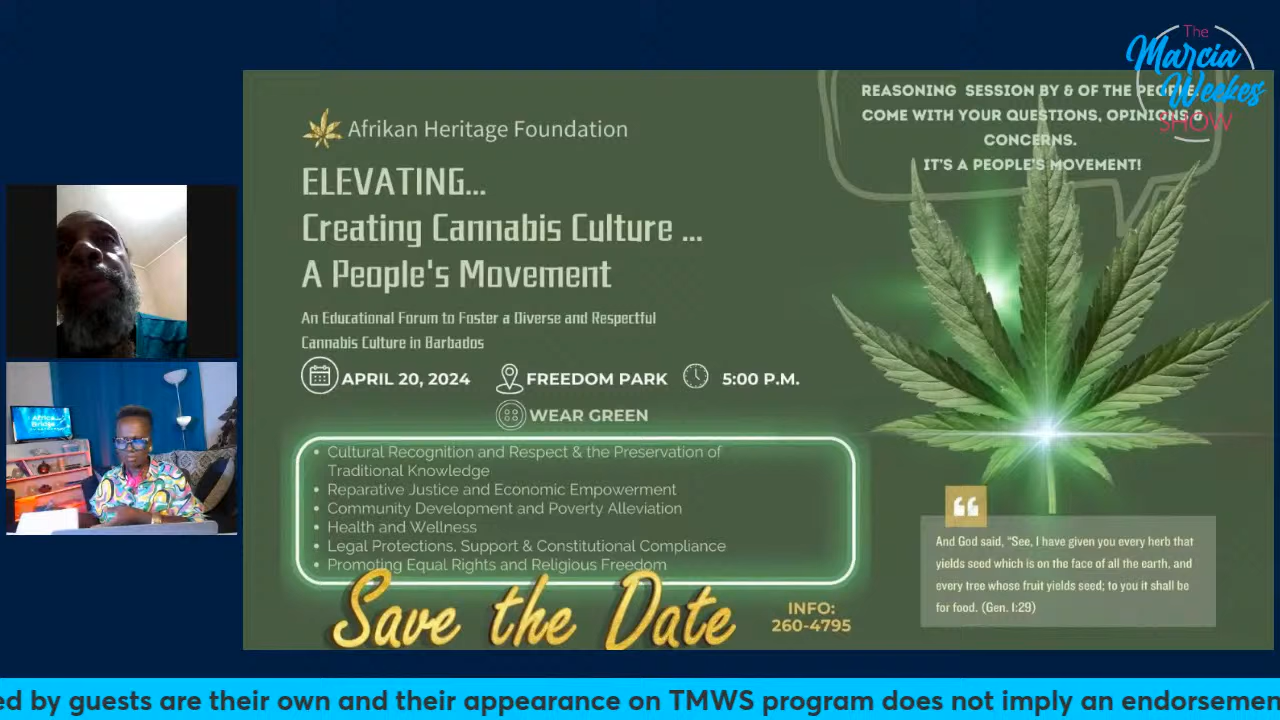 The
Marcia
Weekes
SHOW
REASONING SESSION BY & OF THE PEOPLE.
COME WITH YOUR QUESTIONS, OPINIONS &
CONCERNS.
IT'S A PEOPLE'S MOVEMENT!
Afrikan Heritage Foundation
ELEVATING...
Creating Cannabis Culture ...
A People's Movement
An Educational Forum to Foster a Diverse and Respectful
Cannabis Culture in Barbados
APRIL 20, 2024 FREEDOM PARK 5:00 P.M.
WEAR GREEN
• Cultural Recognition and Respect & the Preservation of
Traditional Knowledge
• Reparative Justice and Economic Empowerment
• Community Development and Poverty Alleviation
• Health and Wellness
• Legal Protections, Support & Constitutional Compliance
• Promoting Equal Rights and Religious Freedom
Save the Date
INFO:
260-4795
And God said, "See, I have given you every herb that
yields seed which is on the face of all the earth, and
every tree whose fruit yields seed; to you it shall be
for food. (Gen. 1:29)
Africa
Bridge
ed by guests are their own and their appearance on TMWS program does not imply an endorsemen